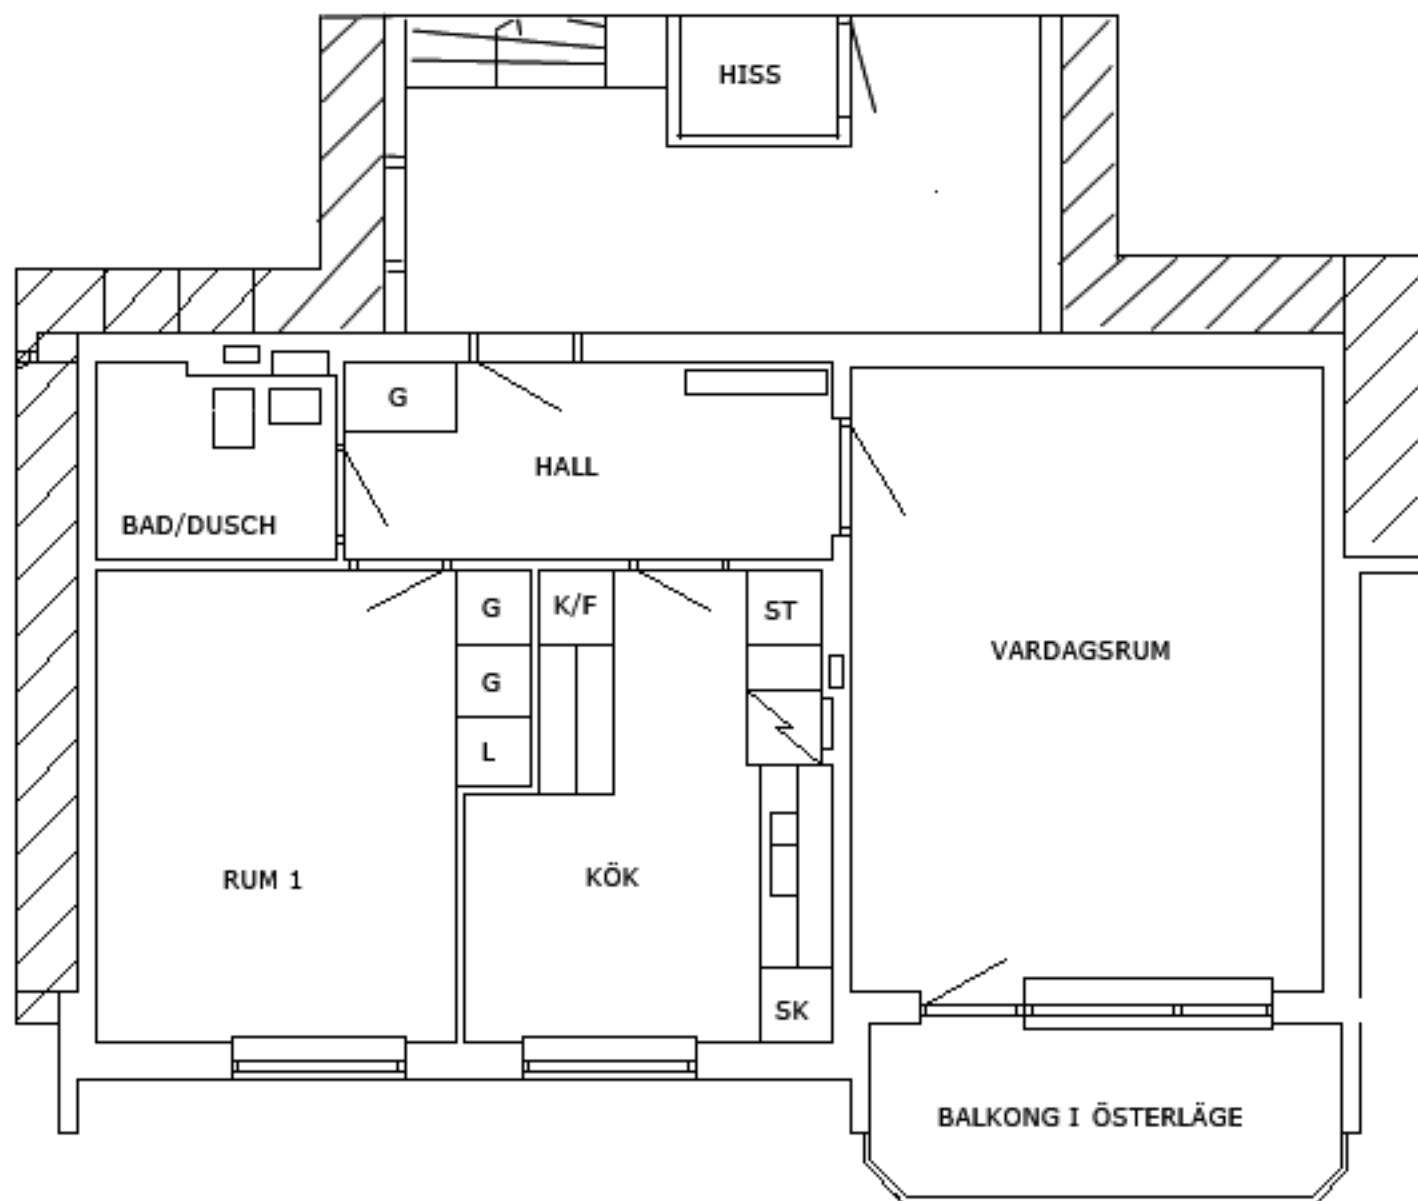 HISS
G
HALL
BAD/DUSCH
G
K/F
ST
G
VARDAGSRUM
L
RUM 1
KÖK
SK
BALKONG I ÖSTERLÄGE